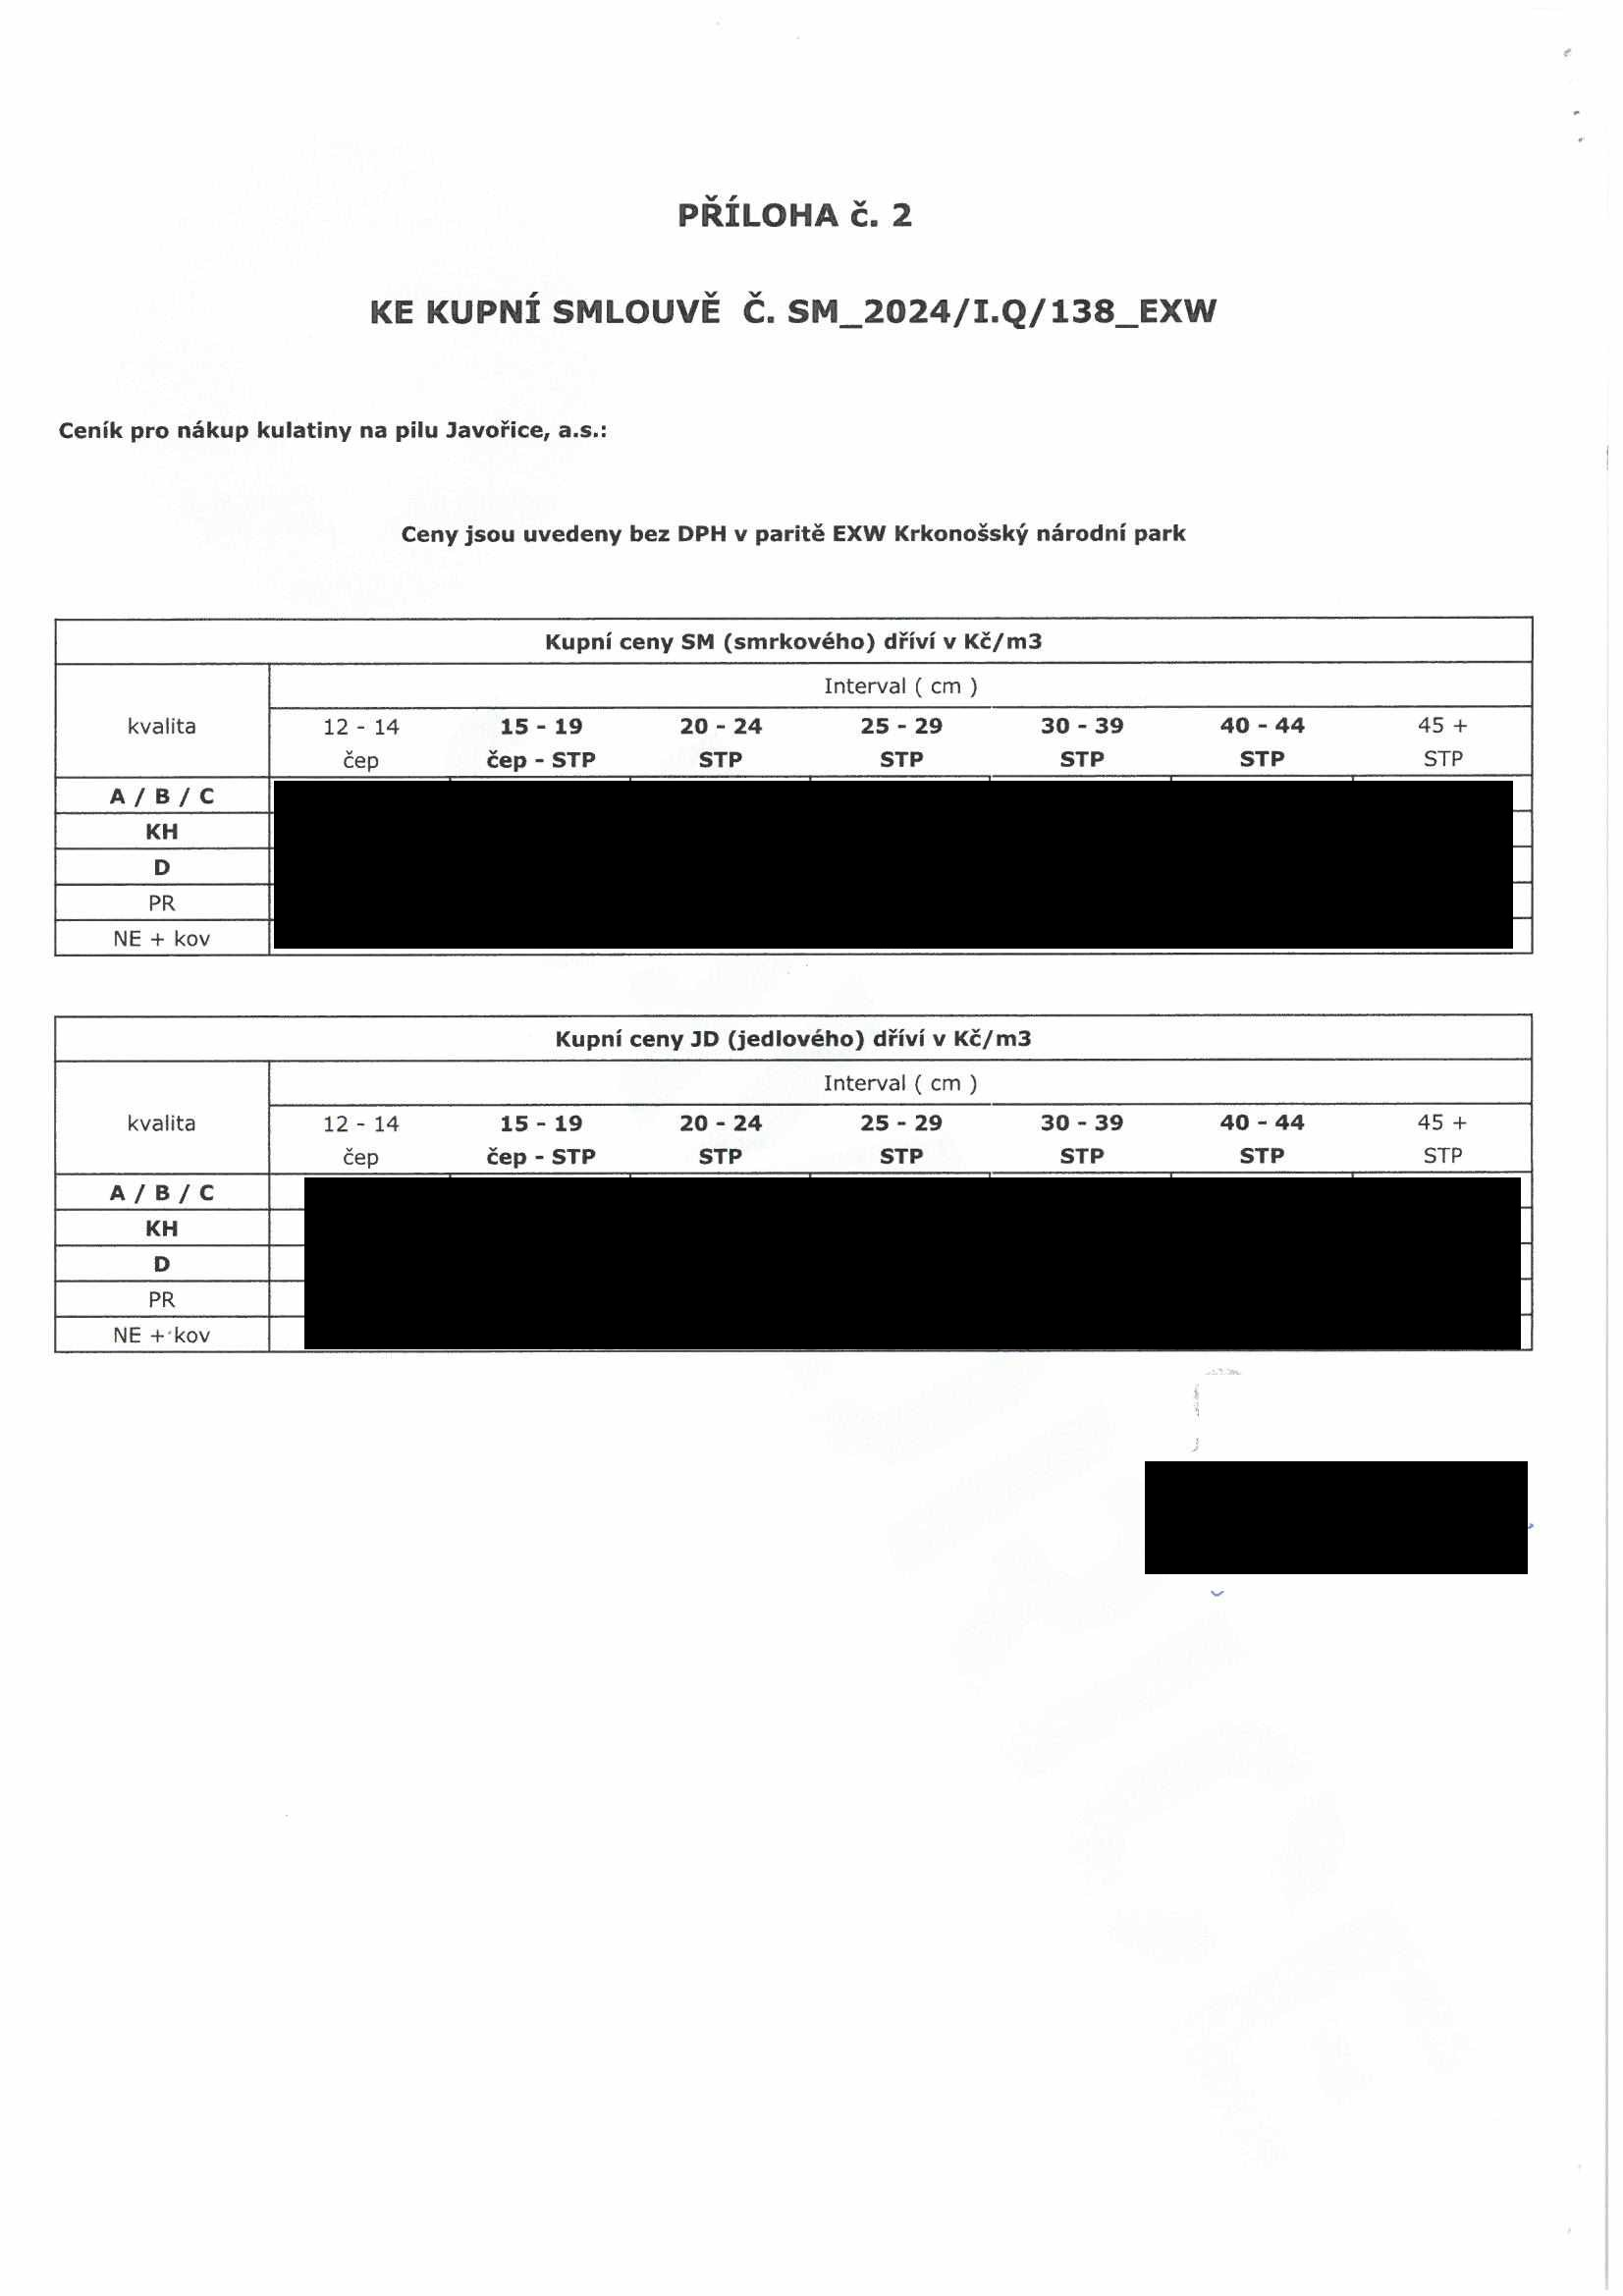 PŘÍLOHA č. 2
KE KUPNÍ SMLOUVĚ Č. SM_2024/I.Q/138_EXW
Ceník pro nákup kulatiny na pilu Javořice, a.s.:
Ceny jsou uvedeny bez DPH v paritě EXW Krkonošský národní park
Kupní ceny SM (smrkového) dříví v Kč/m3
Interval ( cm )
kvalita 12 - 14 15 - 19 20 - 24 25 - 29 30 - 39 40 - 44 45 +
čep čep - STP STP STP STP STP STP
A / B / C
KH
D
PR
NE + kov
Kupní ceny JD (jedlového) dříví v Kč/m3
Interval ( cm )
kvalita 12 - 14 15 - 19 20 - 24 25 - 29 30 - 39 40 - 44 45 +
čep čep - STP STP STP STP STP STP
A / B / C
KH
D
PR
NE + kov